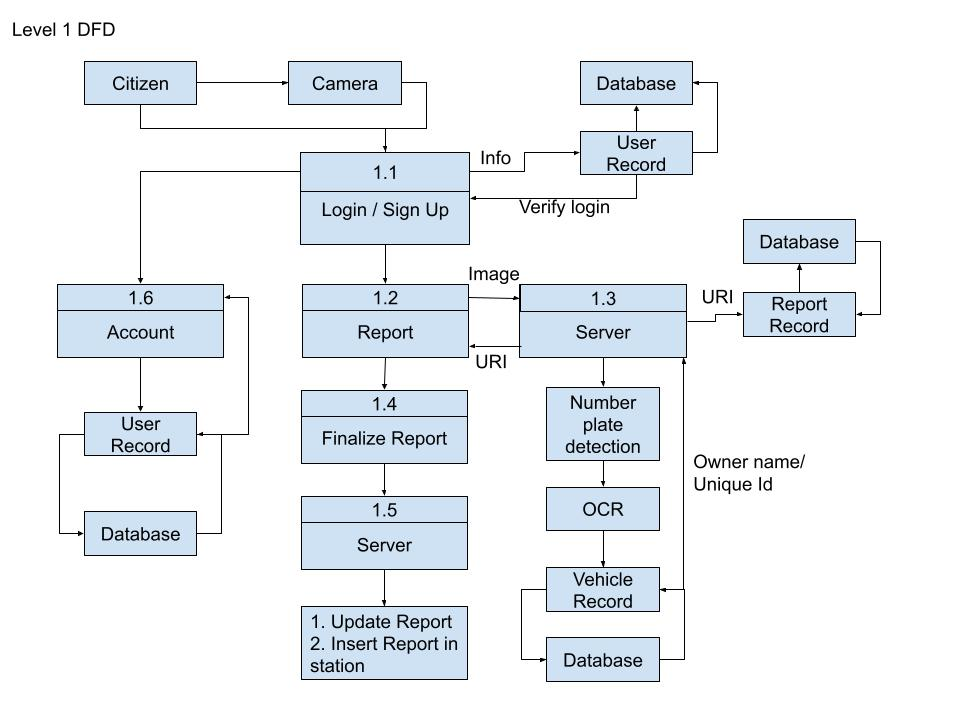 Level 1 DFD
Citizen
Camera
Database
User
Record
Info
1.1
Login / Sign Up
Verify login
Database
Image
URI
Report
Record
1.6
Account
1.2
Report
1.3
Server
URI
1.4
Finalize Report
Number
plate
detection
User
Record
Owner name/
Unique Id
1.5
Server
OCR
Database
Vehicle
Record
1. Update Report
2. Insert Report in
station
Database